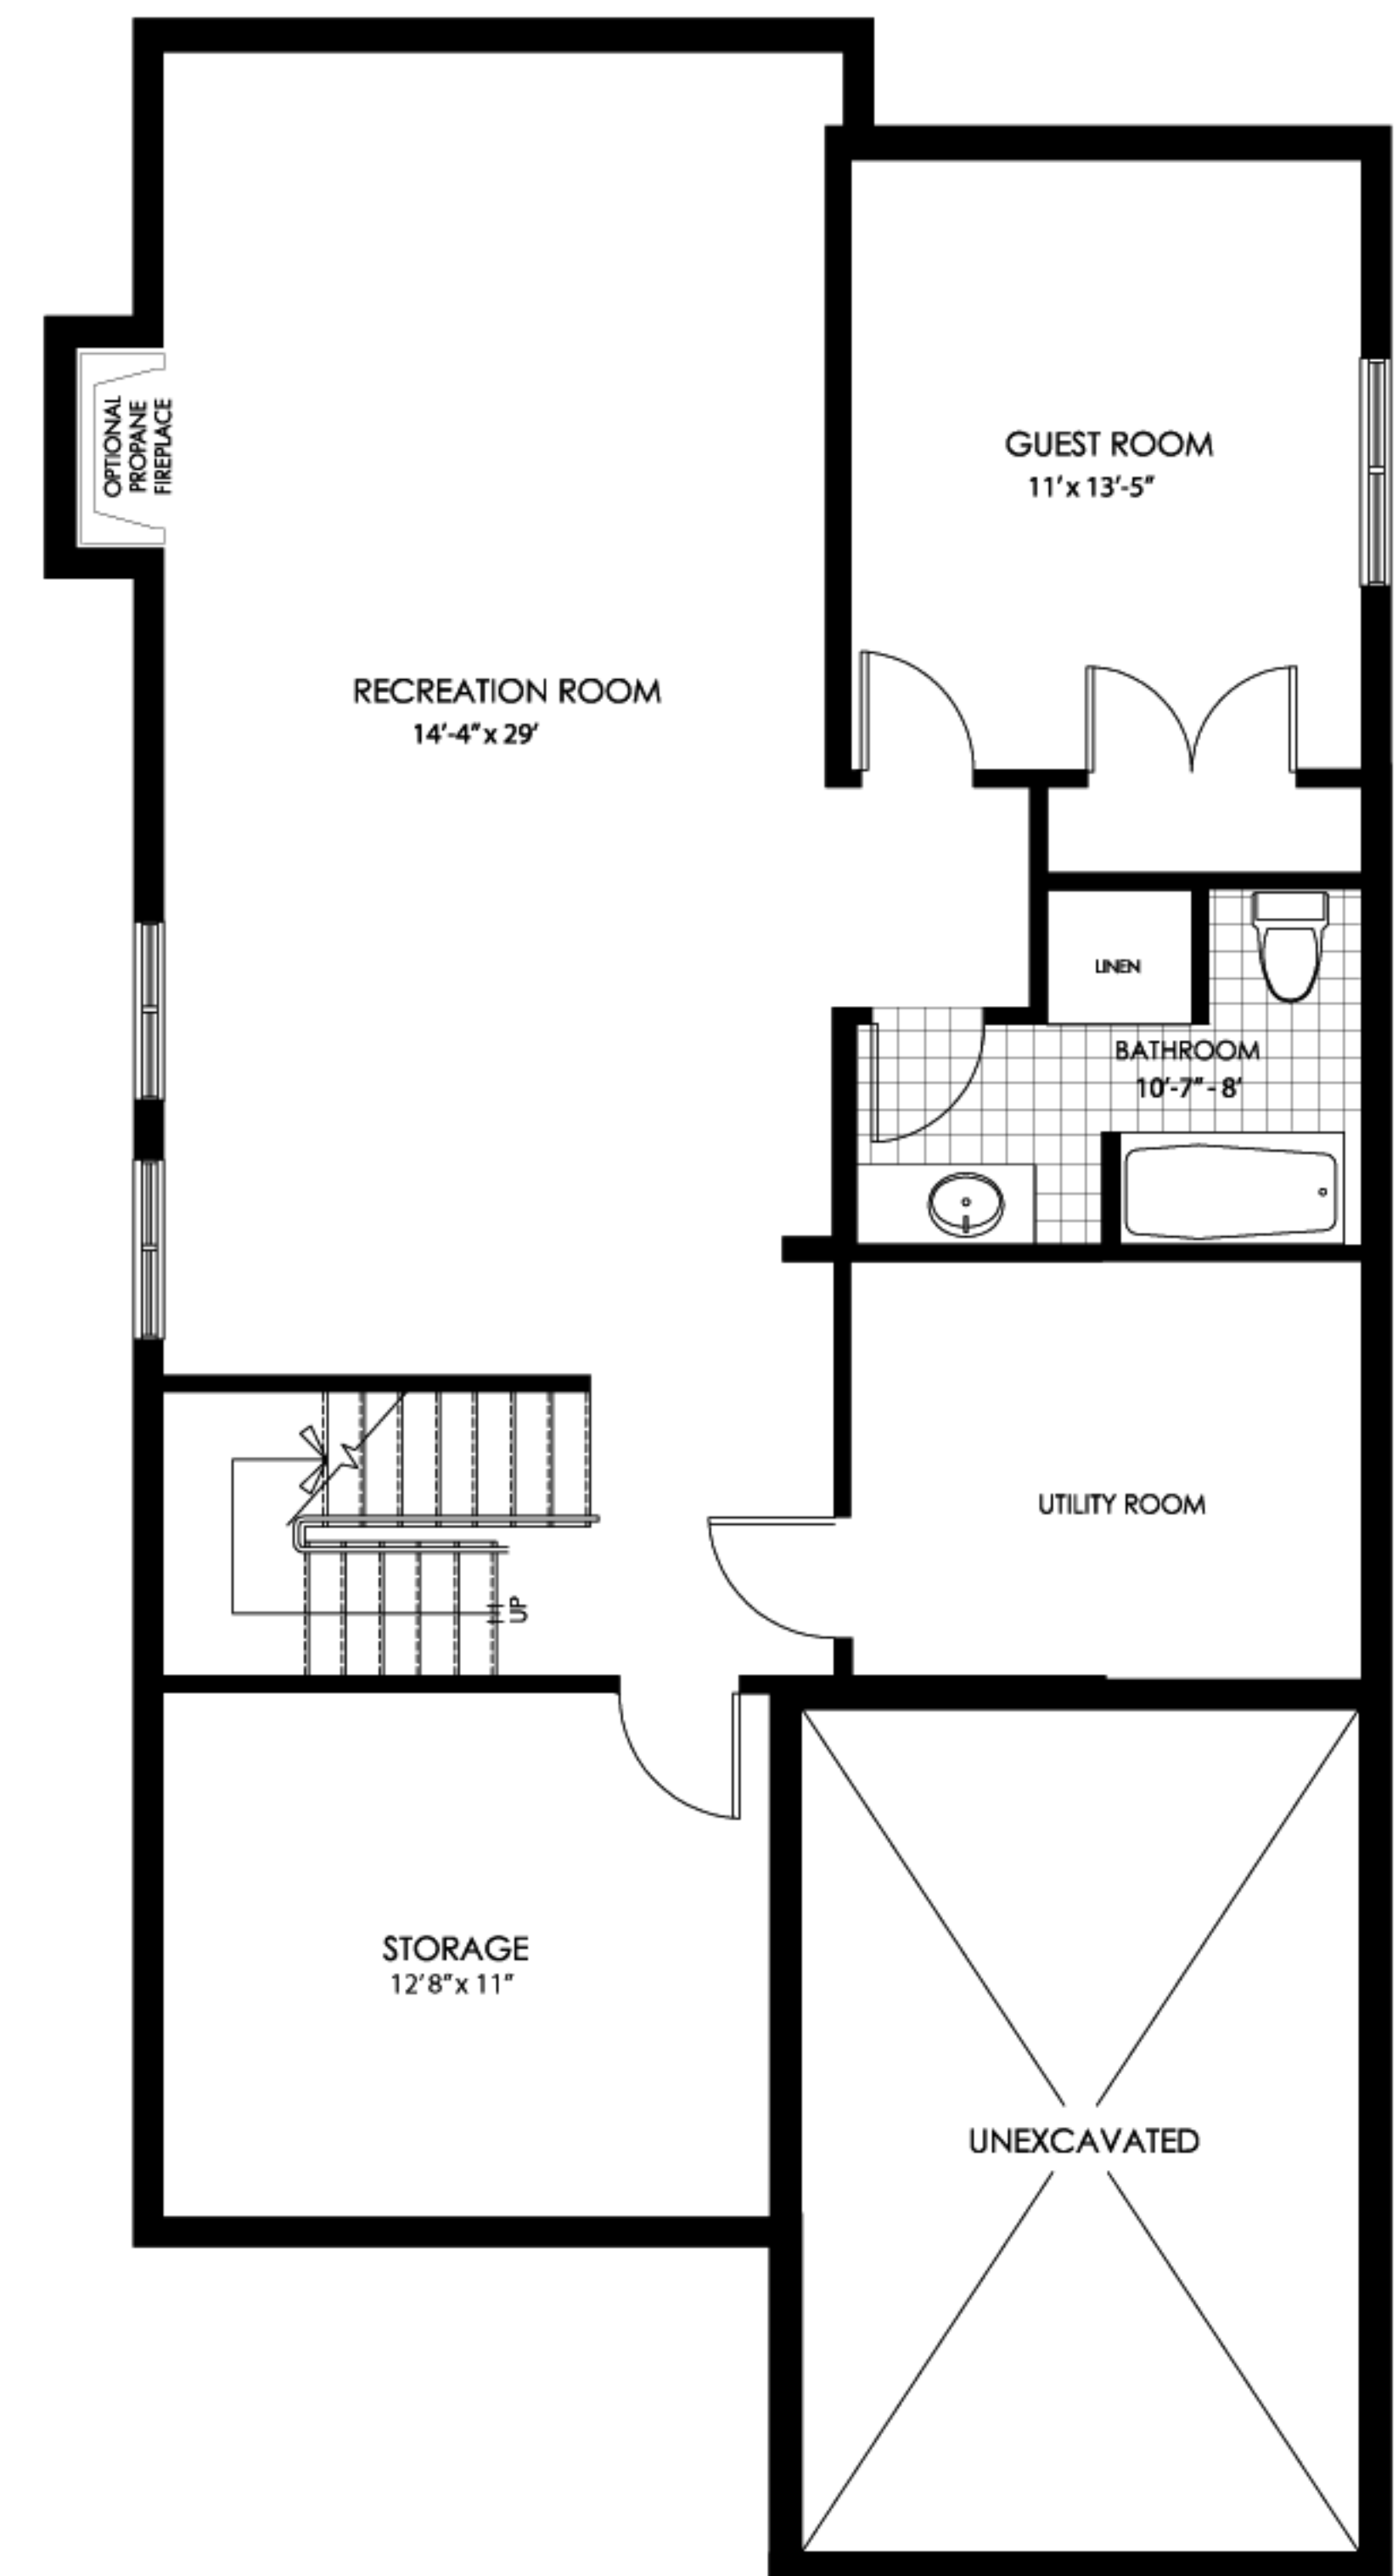 OPTIONAL
PROPANE
FIREPLACE
GUEST ROOM
11' x 13'-5"
RECREATION ROOM
14'-4" x 29'
LINEN
BATHROOM
10'-7" - 8'
UTILITY ROOM
UP
STORAGE
12'8" x 11"
UNEXCAVATED